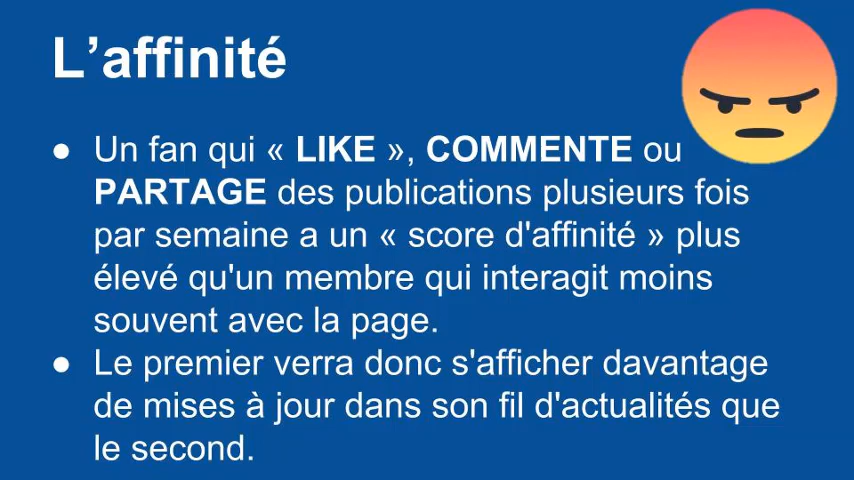 L’affinité
● Un fan qui « LIKE », COMMENTE ou
PARTAGE des publications plusieurs fois
par semaine a un « score d'affinité » plus
élevé qu'un membre qui interagit moins
souvent avec la page.
● Le premier verra donc s'afficher davantage
de mises à jour dans son fil d'actualités que
le second.